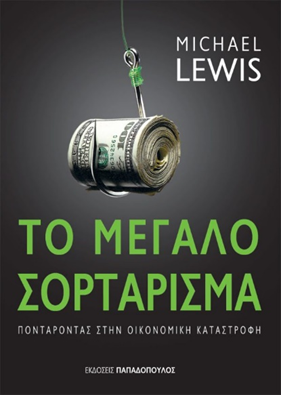 MICHAEL
LEWIS
ΤΟ ΜΕΓΑΛΟ
ΣΟΡΤΑΡΙΣΜΑ
ΠΟΝΤΑΡΟΝΤΑΣ ΣΤΗΝ ΟΙΚΟΝΟΜΙΚΗ ΚΑΤΑΣΤΡΟΦΗ
ΕΚΔΟΣΕΙΣ ΠΑΠΑΔΟΠΟΥΛΟΣ